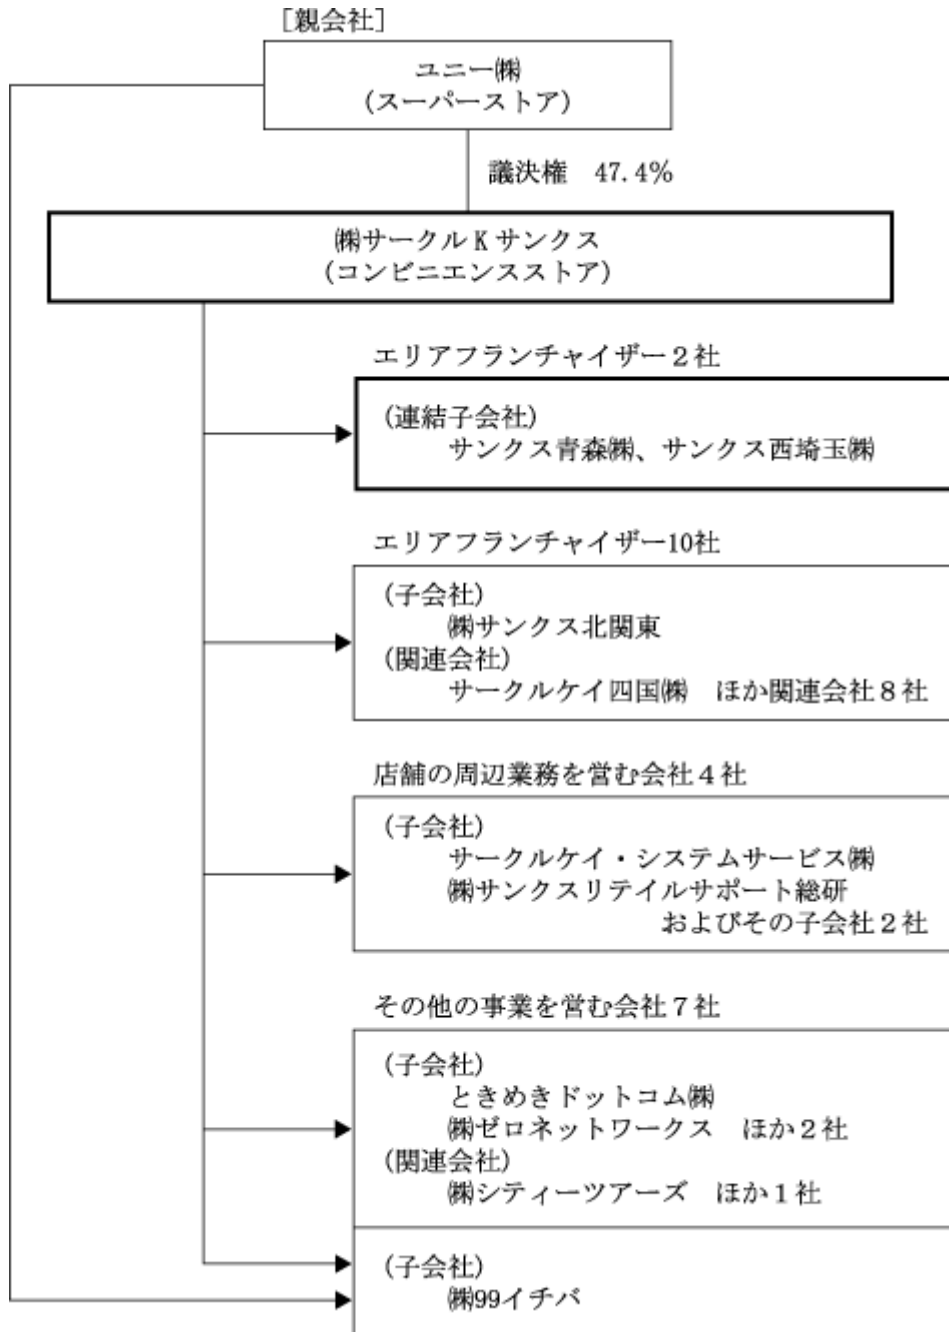 ［親会社］
ユニー㈱
(スーパーストア)
議決権　47.4％
㈱サークルＫサンクス
(コンビニエンスストア)
エリアフランチャイザー２社
(連結子会社)
サンクス青森㈱、サンクス西埼玉㈱
エリアフランチャイザー10社
(子会社)
㈱サンクス北関東
(関連会社)
サークルケイ四国㈱　ほか関連会社８社
店舗の周辺業務を営む会社４社
(子会社)
サークルケイ・システムサービス㈱
㈱サンクスリテイルサポート総研
およびその子会社２社
その他の事業を営む会社７社
(子会社)
ときめきドットコム㈱
㈱ゼロネットワークス　ほか２社
(関連会社)
㈱シティーツアーズ　ほか１社
(子会社)
㈱99イチバ